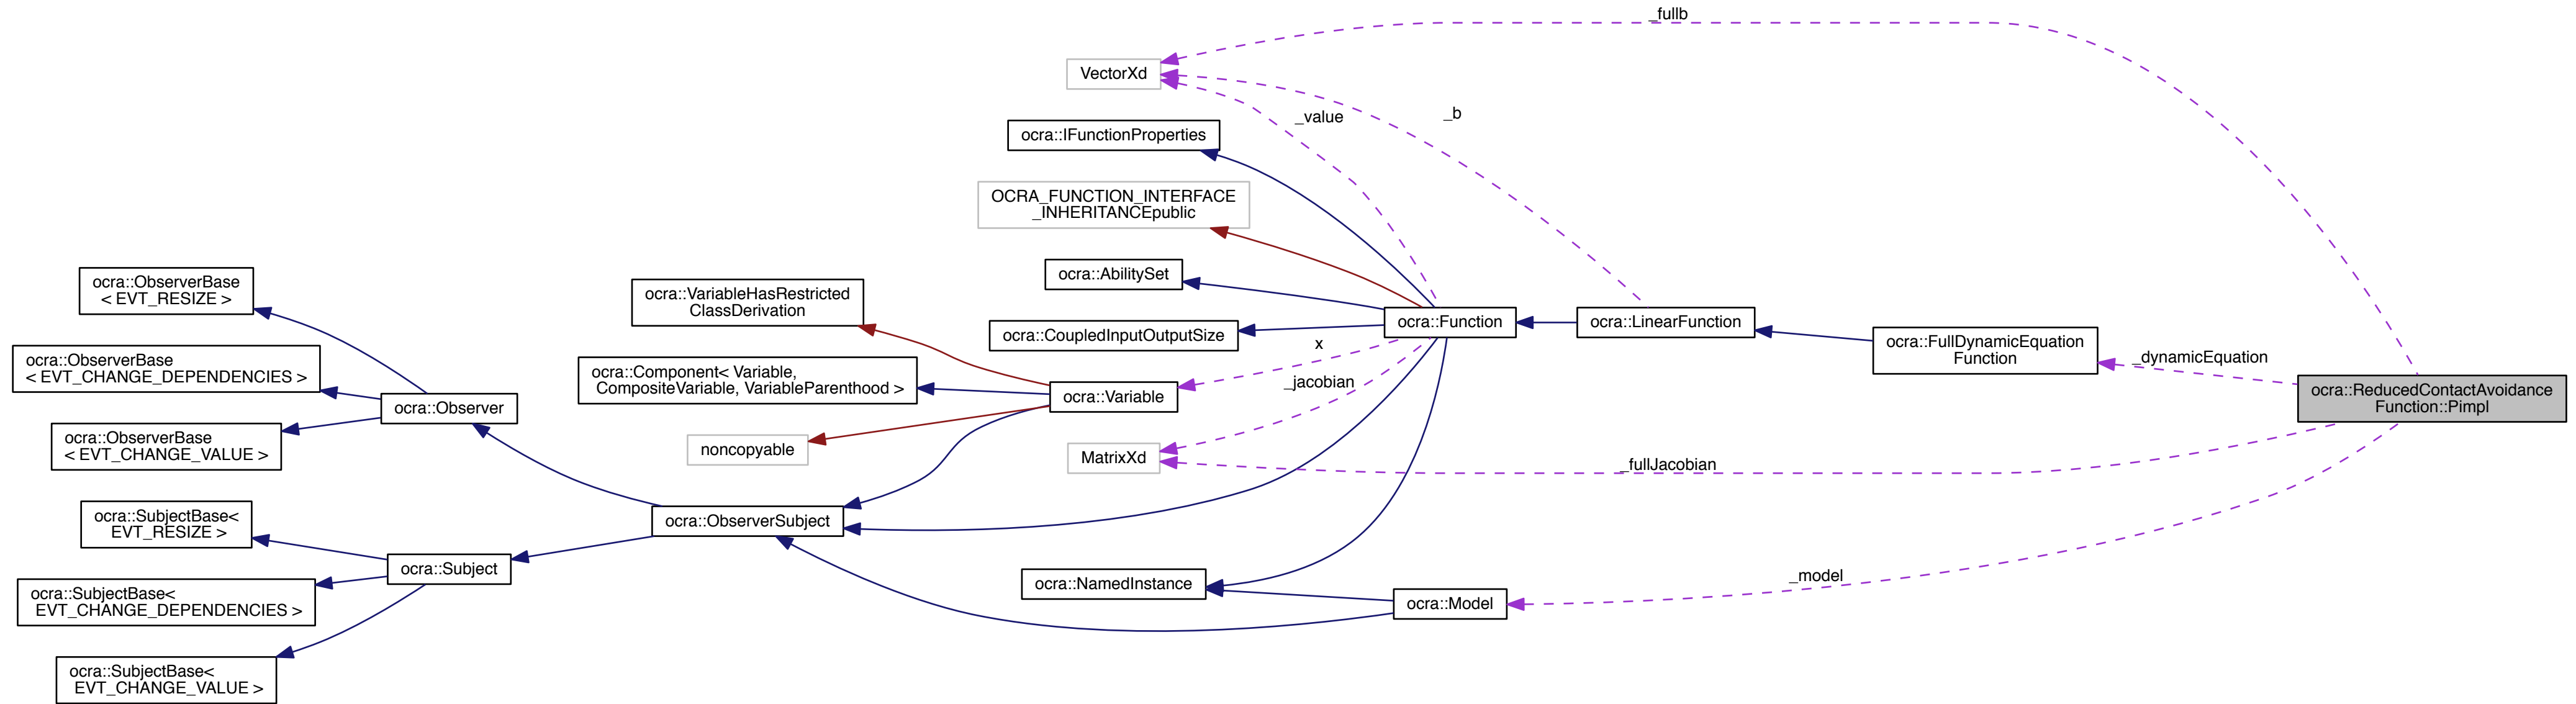 _fullb
VectorXd
_value
_b
ocra::IFunctionProperties
OCRA_FUNCTION_INTERFACE
_INHERITANCEpublic
ocra::AbilitySet
ocra::ObserverBase
< EVT_RESIZE >
ocra::VariableHasRestricted
ClassDerivation
ocra::CoupledInputOutputSize
ocra::Function
ocra::LinearFunction
ocra::FullDynamicEquation
Function
x
_dynamicEquation
ocra::ObserverBase
< EVT_CHANGE_DEPENDENCIES >
ocra::Component< Variable,
CompositeVariable, VariableParenthood >
_jacobian
ocra::Variable
ocra::ReducedContactAvoidance
Function::Pimpl
ocra::Observer
ocra::ObserverBase
< EVT_CHANGE_VALUE >
noncopyable
MatrixXd
_fullJacobian
ocra::SubjectBase<
EVT_RESIZE >
ocra::ObserverSubject
ocra::Subject
ocra::NamedInstance
_model
ocra::Model
ocra::SubjectBase<
EVT_CHANGE_DEPENDENCIES >
ocra::SubjectBase<
EVT_CHANGE_VALUE >